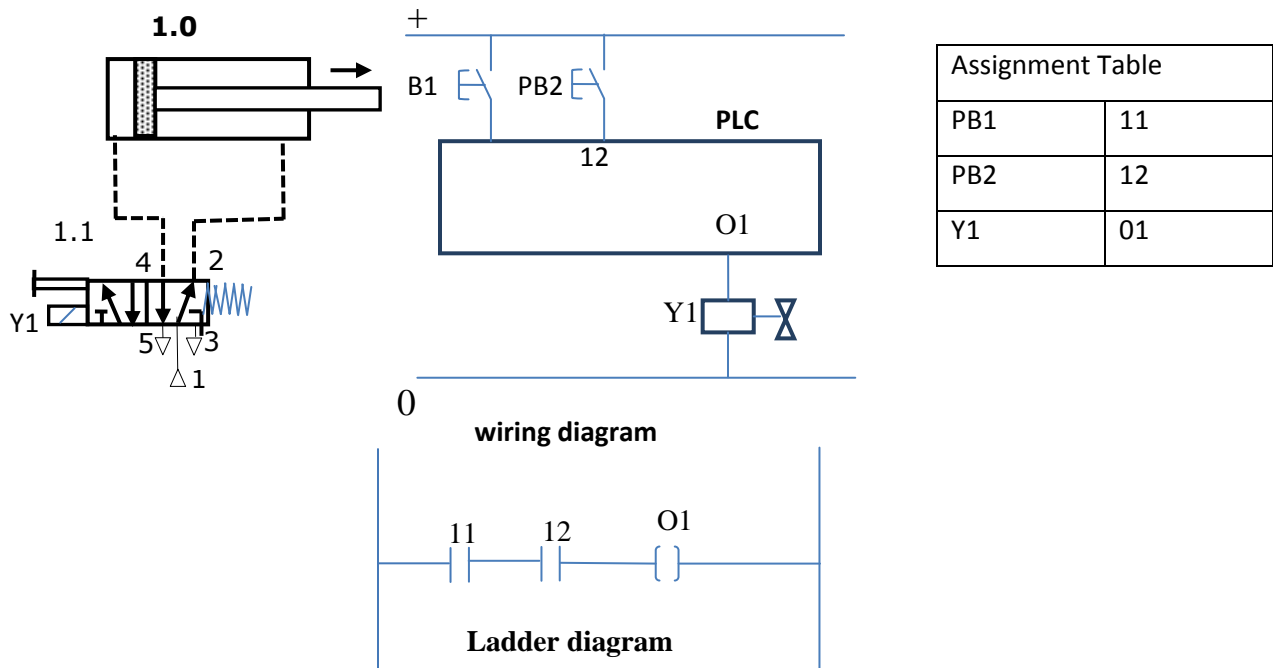 1.0
+
B1
PB2
PLC
12
O1
Y1
0
wiring diagram
1.1
4
2
Y1
5
3
1
Assignment Table
PB1 11
PB2 12
Y1 01
11
12
O1
Ladder diagram